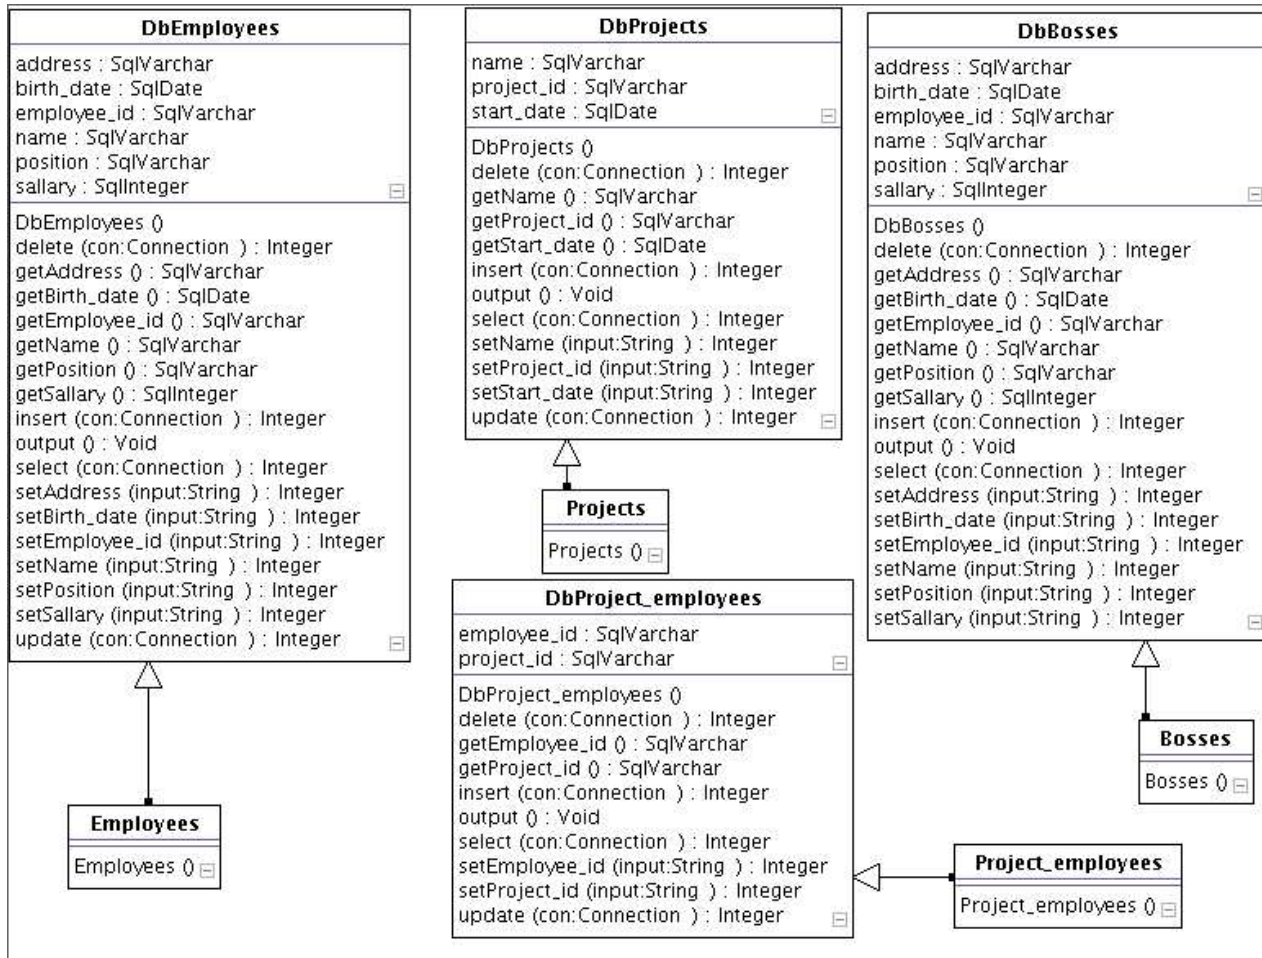 DbEmployees
address : SqlVarchar
birth_date : SqlDate
employee_id : SqlVarchar
name : SqlVarchar
position : SqlVarchar
sallary : SqlInteger
DbEmployees ()
delete (con:Connection  ) : Integer
getAddress () : SqlVarchar
getBirth_date () : SqlDate
getEmployee_id () : SqlVarchar
getName () : SqlVarchar
getPosition () : SqlVarchar
getSallary () : SqlInteger
insert (con:Connection  ) : Integer
output () : Void
select (con:Connection  ) : Integer
setAddress (input:String  ) : Integer
setBirth_date (input:String  ) : Integer
setEmployee_id (input:String  ) : Integer
setName (input:String  ) : Integer
setPosition (input:String  ) : Integer
setSallary (input:String  ) : Integer
update (con:Connection  ) : Integer
Employees
Employees ()
DbProjects
name : SqlVarchar
project_id : SqlVarchar
start_date : SqlDate
DbProjects ()
delete (con:Connection  ) : Integer
getName () : SqlVarchar
getProject_id () : SqlVarchar
getStart_date () : SqlDate
insert (con:Connection  ) : Integer
output () : Void
select (con:Connection  ) : Integer
setName (input:String  ) : Integer
setProject_id (input:String  ) : Integer
setStart_date (input:String  ) : Integer
update (con:Connection  ) : Integer
Projects
Projects ()
DbProject_employees
employee_id : SqlVarchar
project_id : SqlVarchar
DbProject_employees ()
delete (con:Connection  ) : Integer
getEmployee_id () : SqlVarchar
getProject_id () : SqlVarchar
insert (con:Connection  ) : Integer
output () : Void
select (con:Connection  ) : Integer
setEmployee_id (input:String  ) : Integer
setProject_id (input:String  ) : Integer
update (con:Connection  ) : Integer
DbBosses
address : SqlVarchar
birth_date : SqlDate
employee_id : SqlVarchar
name : SqlVarchar
position : SqlVarchar
sallary : SqlInteger
DbBosses ()
delete (con:Connection  ) : Integer
getAddress () : SqlVarchar
getBirth_date () : SqlDate
getEmployee_id () : SqlVarchar
getName () : SqlVarchar
getPosition () : SqlVarchar
getSallary () : SqlInteger
insert (con:Connection  ) : Integer
output () : Void
select (con:Connection  ) : Integer
setAddress (input:String  ) : Integer
setBirth_date (input:String  ) : Integer
setEmployee_id (input:String  ) : Integer
setName (input:String  ) : Integer
setPosition (input:String  ) : Integer
setSallary (input:String  ) : Integer
Bosses
Bosses ()
Project_employees
Project_employees ()